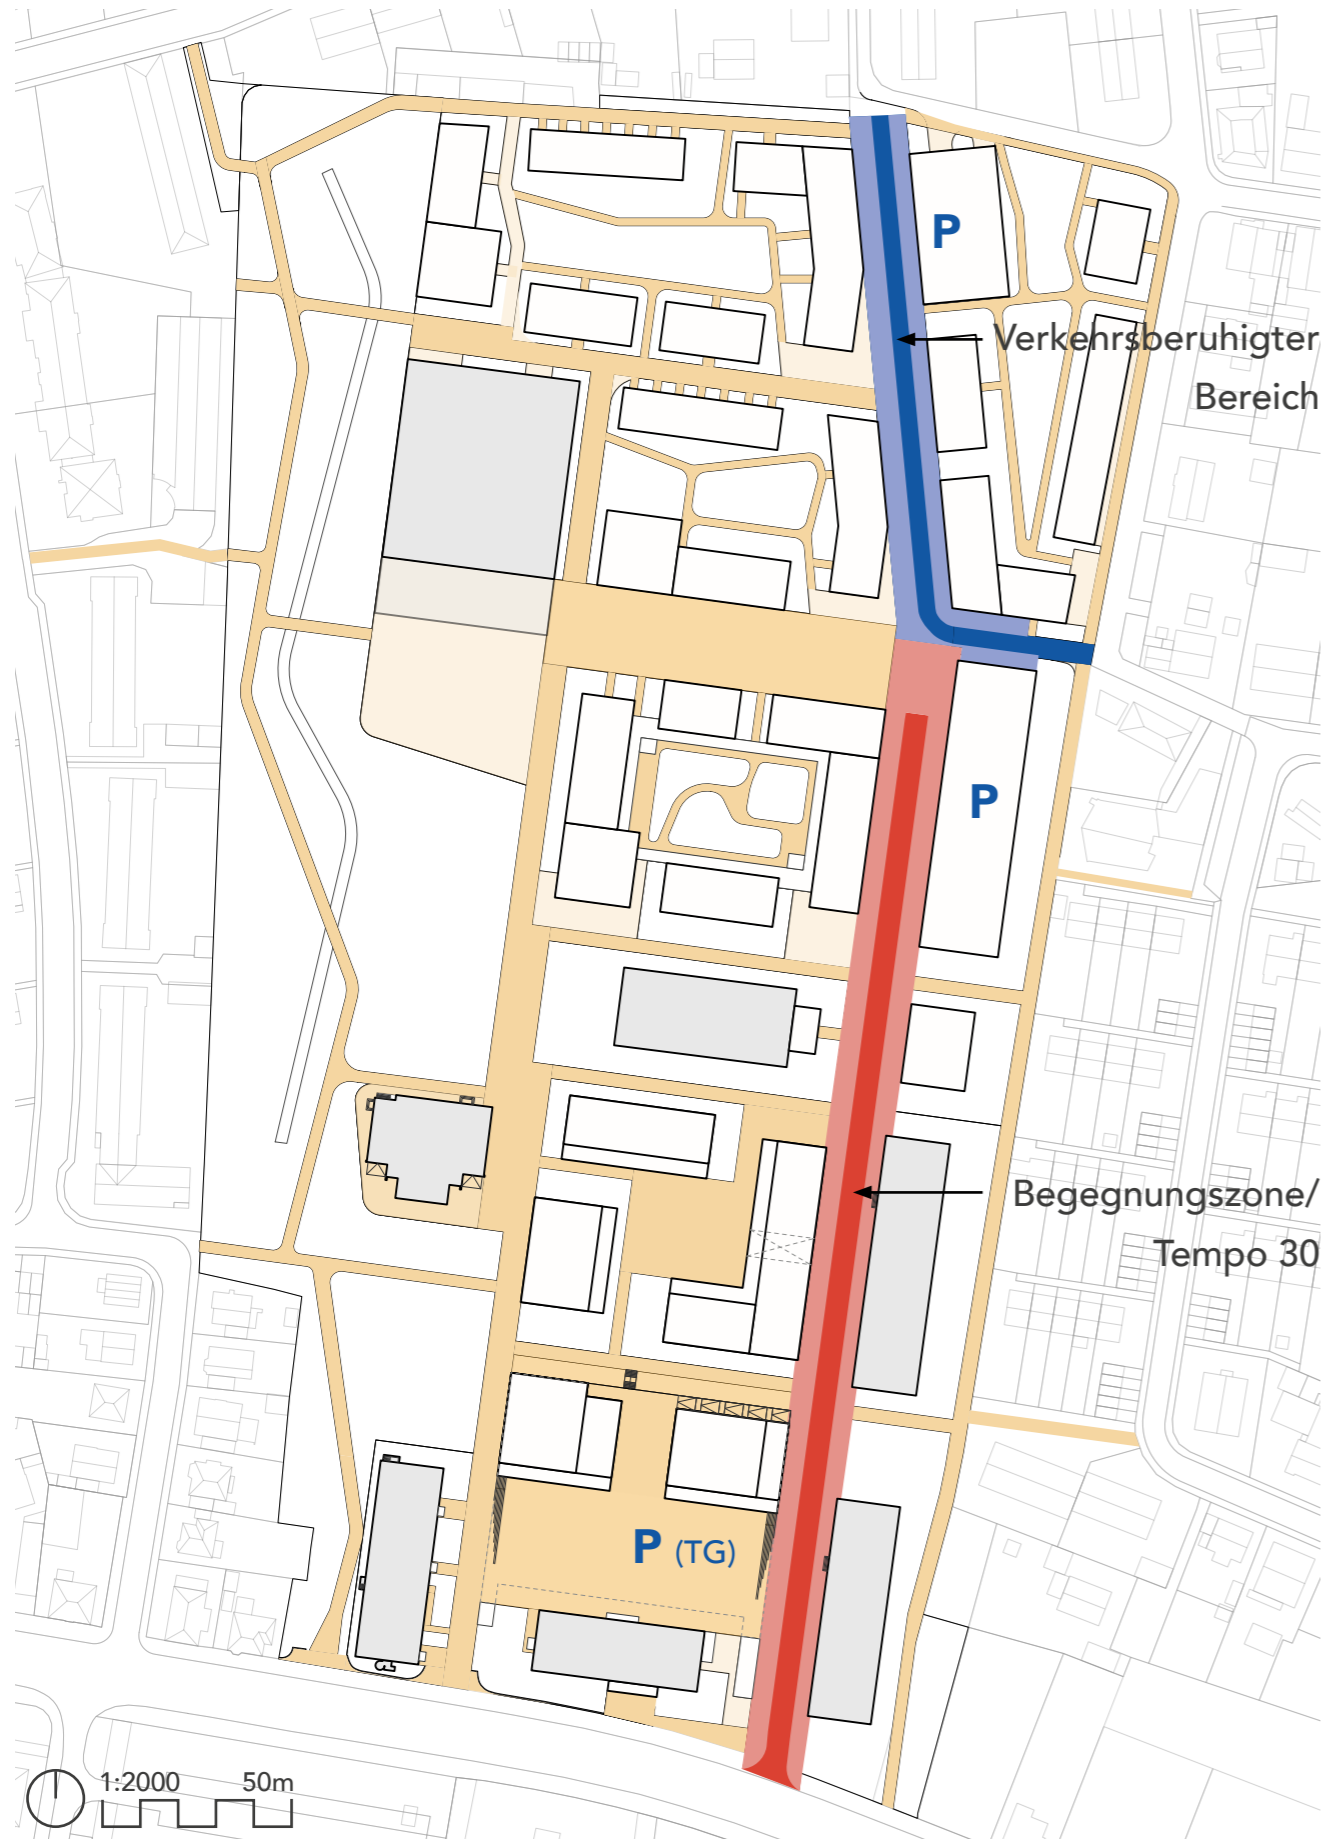 P
Verkehrsberuhigter
Bereich
P
Begegnungszone/
Tempo 30
P (TG)
1:2000 50m